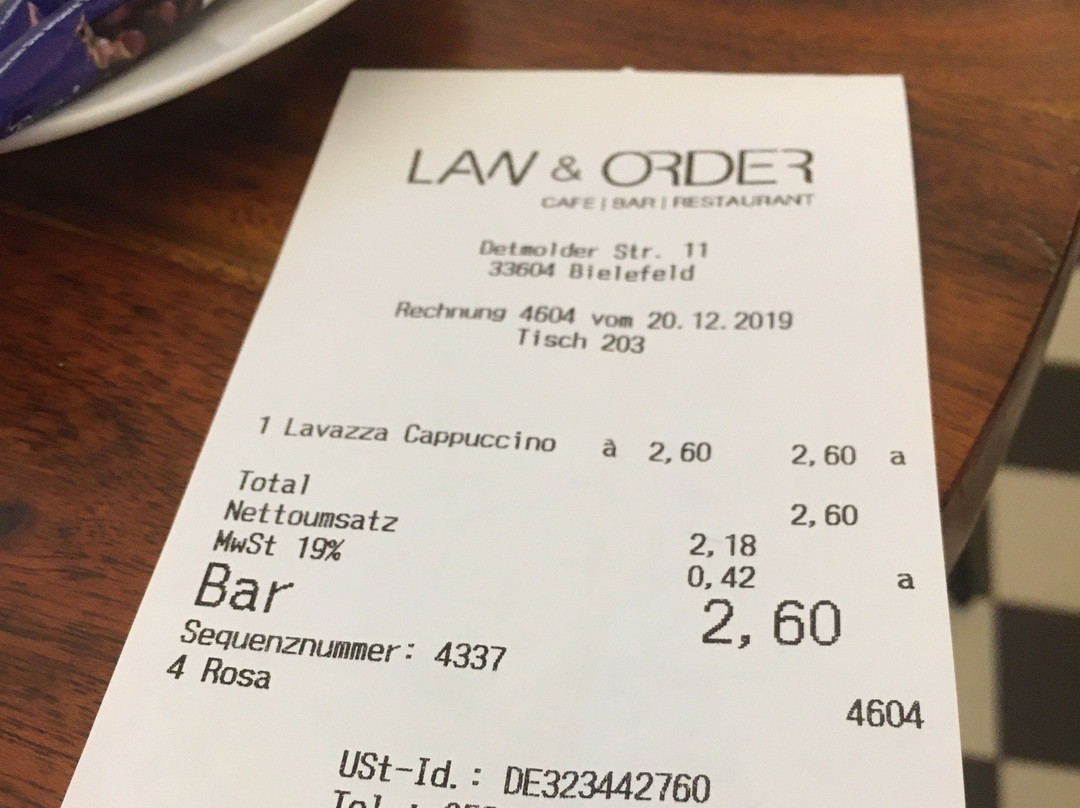 LAW & ORDER
CAFE | BAR | RESTAURANT
Detmolder Str. 11
33604 Bielefeld
Rechnung 4604 vom 20.12.2019
Tisch 203
1 Lavazza Cappuccino à 2,60 2,60 a
Total 2,60
Nettoumsatz 2,18
MwSt 19% 0,42 a
Bar 2,60
Sequenznummer: 4337
4 Rosa 4604
USt-Id.: DE323442760